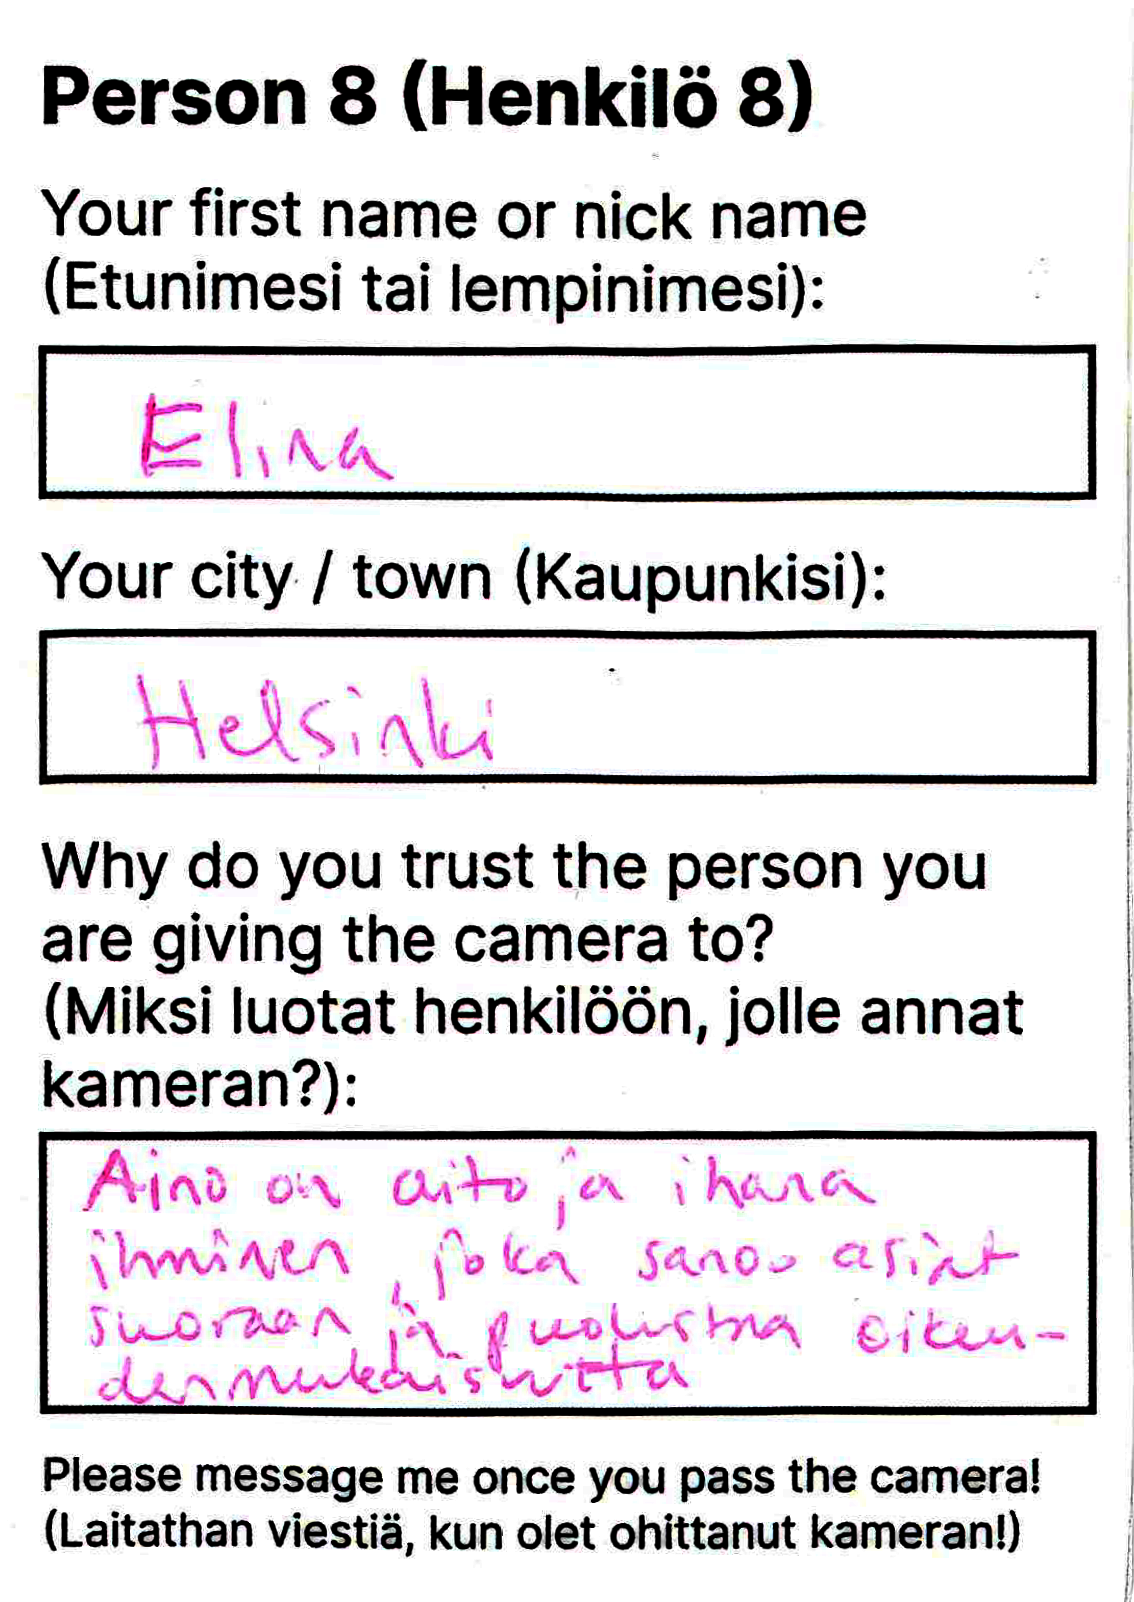 Person 8 (Henkilö 8)
Your first name or nick name
(Etunimesi tai lempinimesi):
Elina
Your city / town (Kaupunkisi):
Helsinki
Why do you trust the person you
are giving the camera to?
(Miksi luotat henkilöön, jolle annat
kameran?):
Aino on aito ja ihana
ihminen, joka sanoo asiat
suoraan ja puolustaa oikeu-
denmukaisuutta
Please message me once you pass the camera!
(Laitathan viestiä, kun olet ohittanut kameran!)